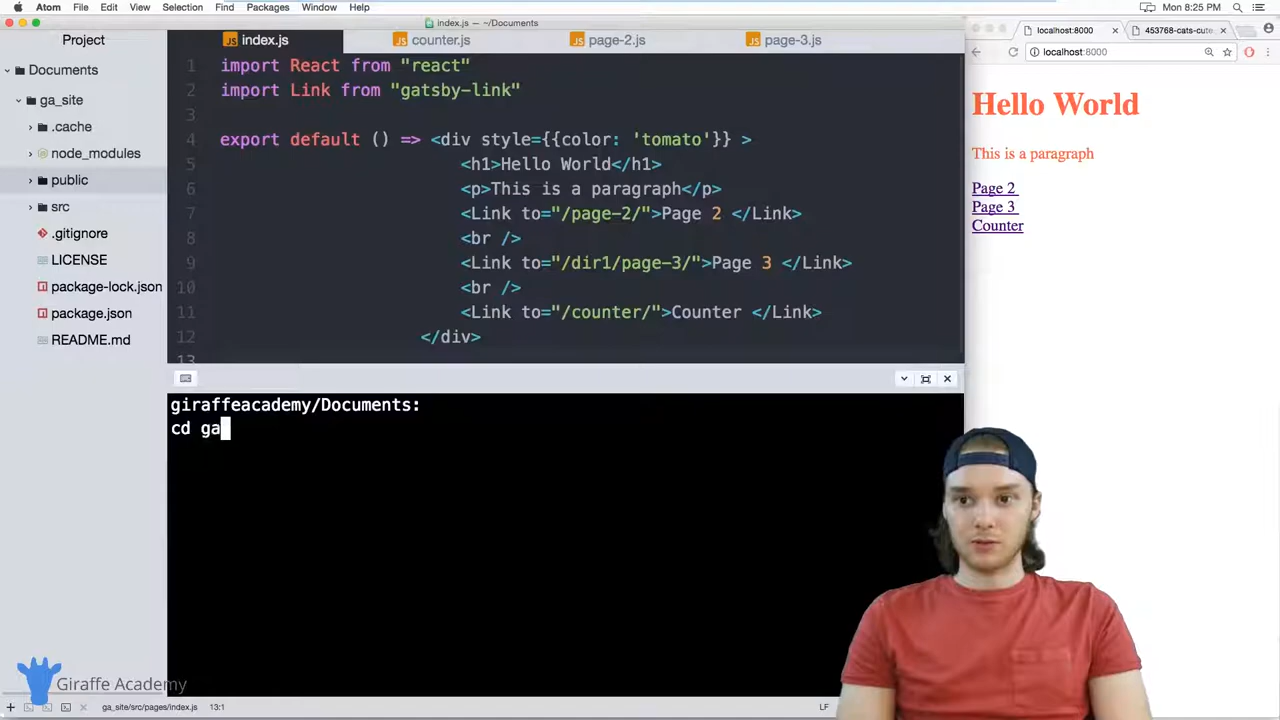 Atom File Edit View Selection Find Packages Window Help
Mon 8:25 PM
index.js — ~/Documents
Project
index.js
counter.js
page-2.js
page-3.js
localhost:8000
453768-cats-cute
localhost:8000
Documents
ga_site
.cache
node_modules
public
src
.gitignore
LICENSE
package-lock.json
package.json
README.md
1 import React from "react"
2 import Link from "gatsby-link"
3
4 export default () => <div style={{color: 'tomato'}} >
5 <h1>Hello World</h1>
6 <p>This is a paragraph</p>
7 <Link to="/page-2/">Page 2 </Link>
8 <br />
9 <Link to="/dir1/page-3/">Page 3 </Link>
10 <br />
11 <Link to="/counter/">Counter </Link>
12 </div>
13
Hello World
This is a paragraph
Page 2
Page 3
Counter
giraffeacademy/Documents:
cd ga
Giraffe Academy
ga_site/src/pages/index.js 13:1
LF